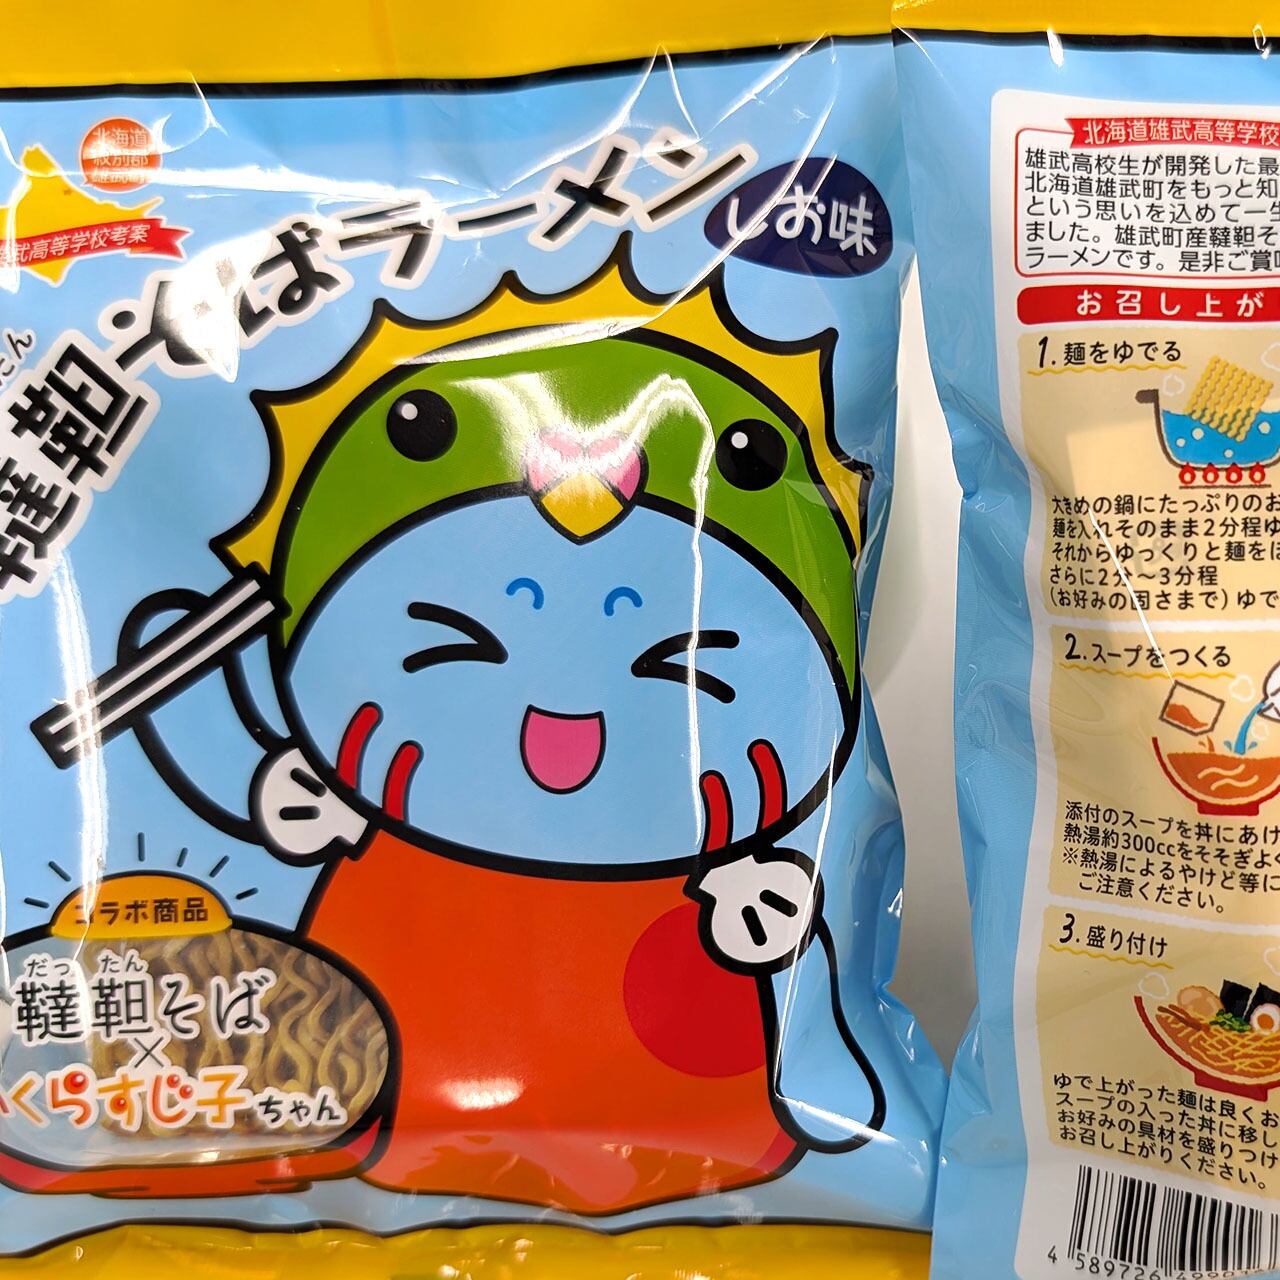 北海道
紋別郡
雄武町
武高等学校考案
たん
韃靼そばラーメン
しお味
コラボ商品
だっ たん
韃靼そば
×
くらすじ子ちゃん
北海道雄武高等学校
雄武高校生が開発した最
北海道雄武町をもっと知
という思いを込めて一生
ました。雄武町産韃靼そ
ラーメンです。是非ご賞
お召し上が
1.麺をゆでる
大きめの鍋にたっぷりのお
麺を入れそのまま2分程ゆ
それからゆっくりと麺をほ
さらに2分～3分程
(お好みの固さまで)ゆで
2.スープをつくる
添付のスープを丼にあけ
熱湯約300ccをそそぎよく
※熱湯によるやけど等に
ご注意ください。
3.盛り付け
ゆで上がった麺は良くお
スープの入った丼に移し
お好みの具材を盛りつけ
お召し上がりください。
4 589726